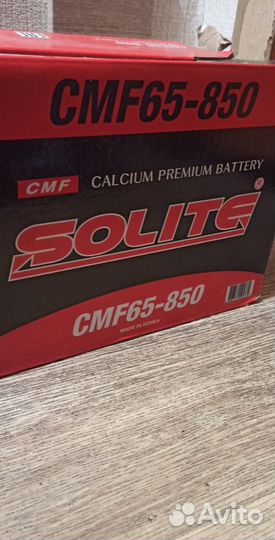 CMF65-850
CMF CALCIUM PREMIUM BATTERY
SOLITE ®
CMF65-850
MADE IN KOREA
Avito